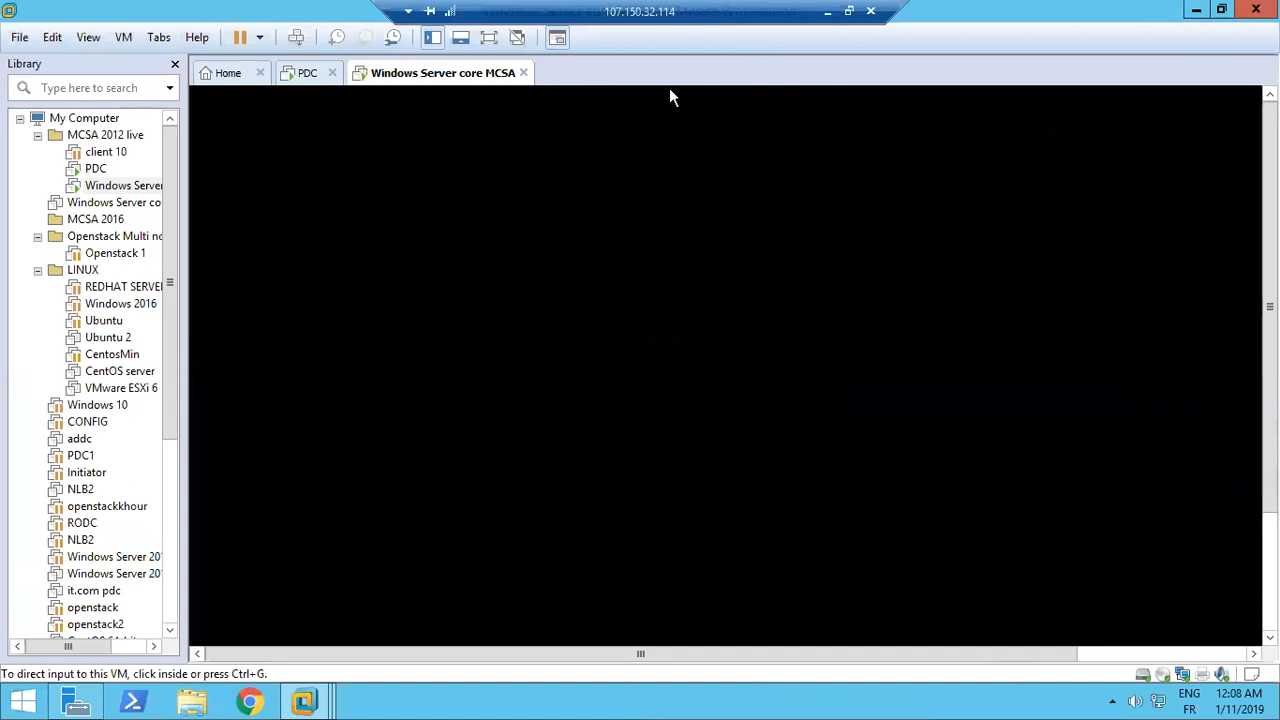 107.150.32.114
File Edit View VM Tabs Help
Library
Home
PDC
Windows Server core MCSA
Type here to search
My Computer
MCSA 2012 live
client 10
PDC
Windows Server
Windows Server co
MCSA 2016
Openstack Multi no
Openstack 1
LINUX
REDHAT SERVE
Windows 2016
Ubuntu
Ubuntu 2
CentosMin
CentOS server
VMware ESXi 6
Windows 10
CONFIG
addc
PDC1
Initiator
NLB2
openstackkhour
RODC
NLB2
Windows Server 20
Windows Server 20
it.com pdc
openstack
openstack2
To direct input to this VM, click inside or press Ctrl+G.
ENG 12:08 AM
FR 1/11/2019